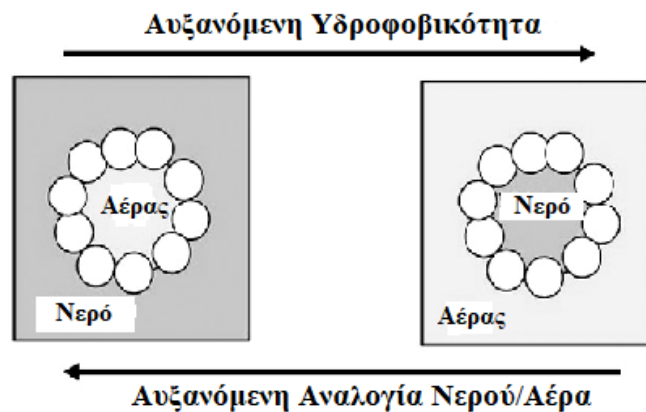 Αυξανόμενη Υδροφοβικότητα
Αέρας
Νερό
Νερό
Αέρας
Αυξανόμενη Αναλογία Νερού/Αέρα